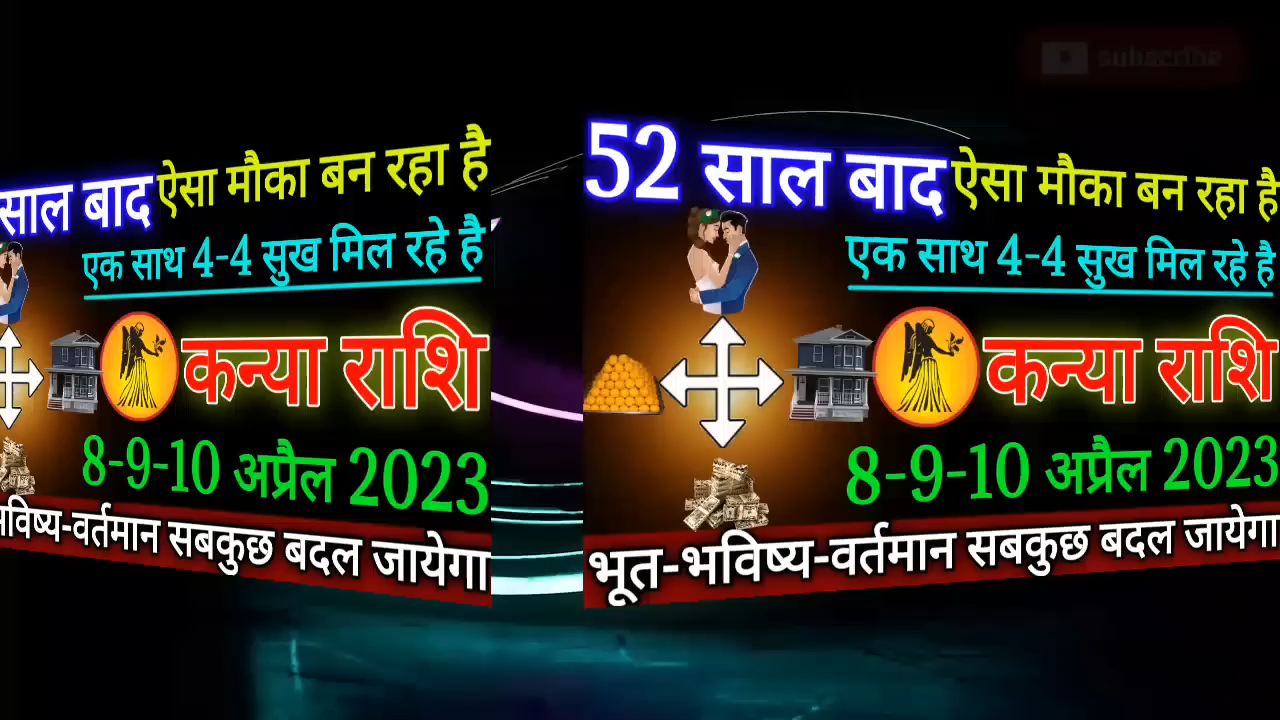 subscribe
साल बाद ऐसा मौका बन रहा है
एक साथ 4-4 सुख मिल रहे है
कन्या राशि
8-9-10 अप्रैल 2023
भविष्य-वर्तमान सबकुछ बदल जायेगा
52 साल बाद ऐसा मौका बन रहा है
एक साथ 4-4 सुख मिल रहे है
कन्या राशि
8-9-10 अप्रैल 2023
भूत-भविष्य-वर्तमान सबकुछ बदल जायेगा